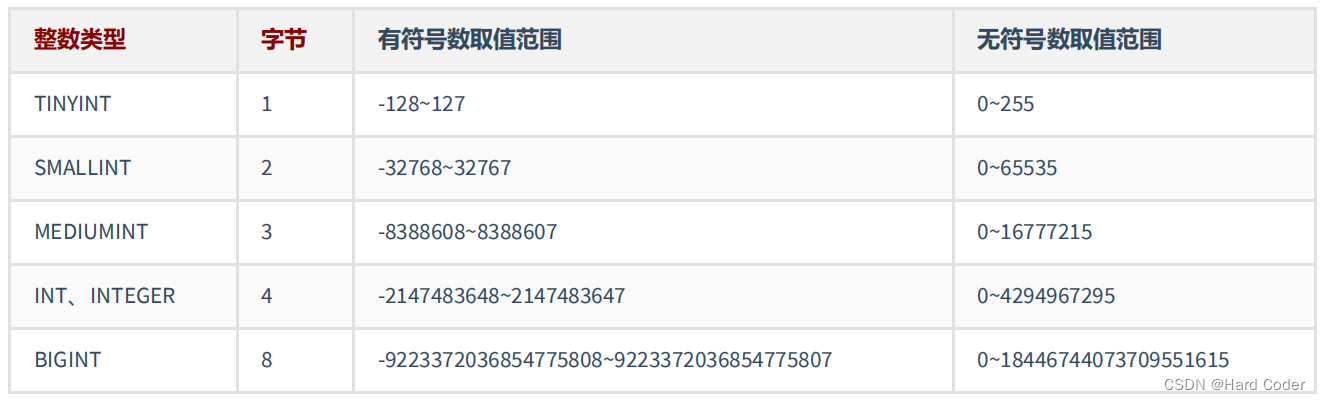 整数类型 字节 有符号数取值范围 无符号数取值范围
TINYINT 1 -128~127 0~255
SMALLINT 2 -32768~32767 0~65535
MEDIUMINT 3 -8388608~8388607 0~16777215
INT、INTEGER 4 -2147483648~2147483647 0~4294967295
BIGINT 8 -9223372036854775808~9223372036854775807 0~18446744073709551615
CSDN @Hard Coder